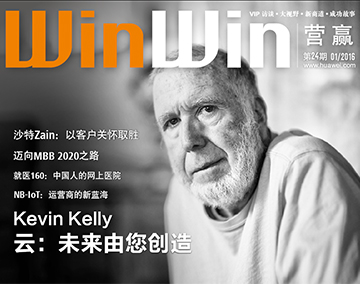 WinWin
VIP 访谈 • 大视野 • 新商道 • 成功故事
营赢
第24期 01/2016
www.huawei.com
沙特Zain：以客户关怀取胜
迈向MBB 2020之路
就医160：中国人的网上医院
NB-IoT：运营商的新蓝海
Kevin Kelly
云：未来由您创造